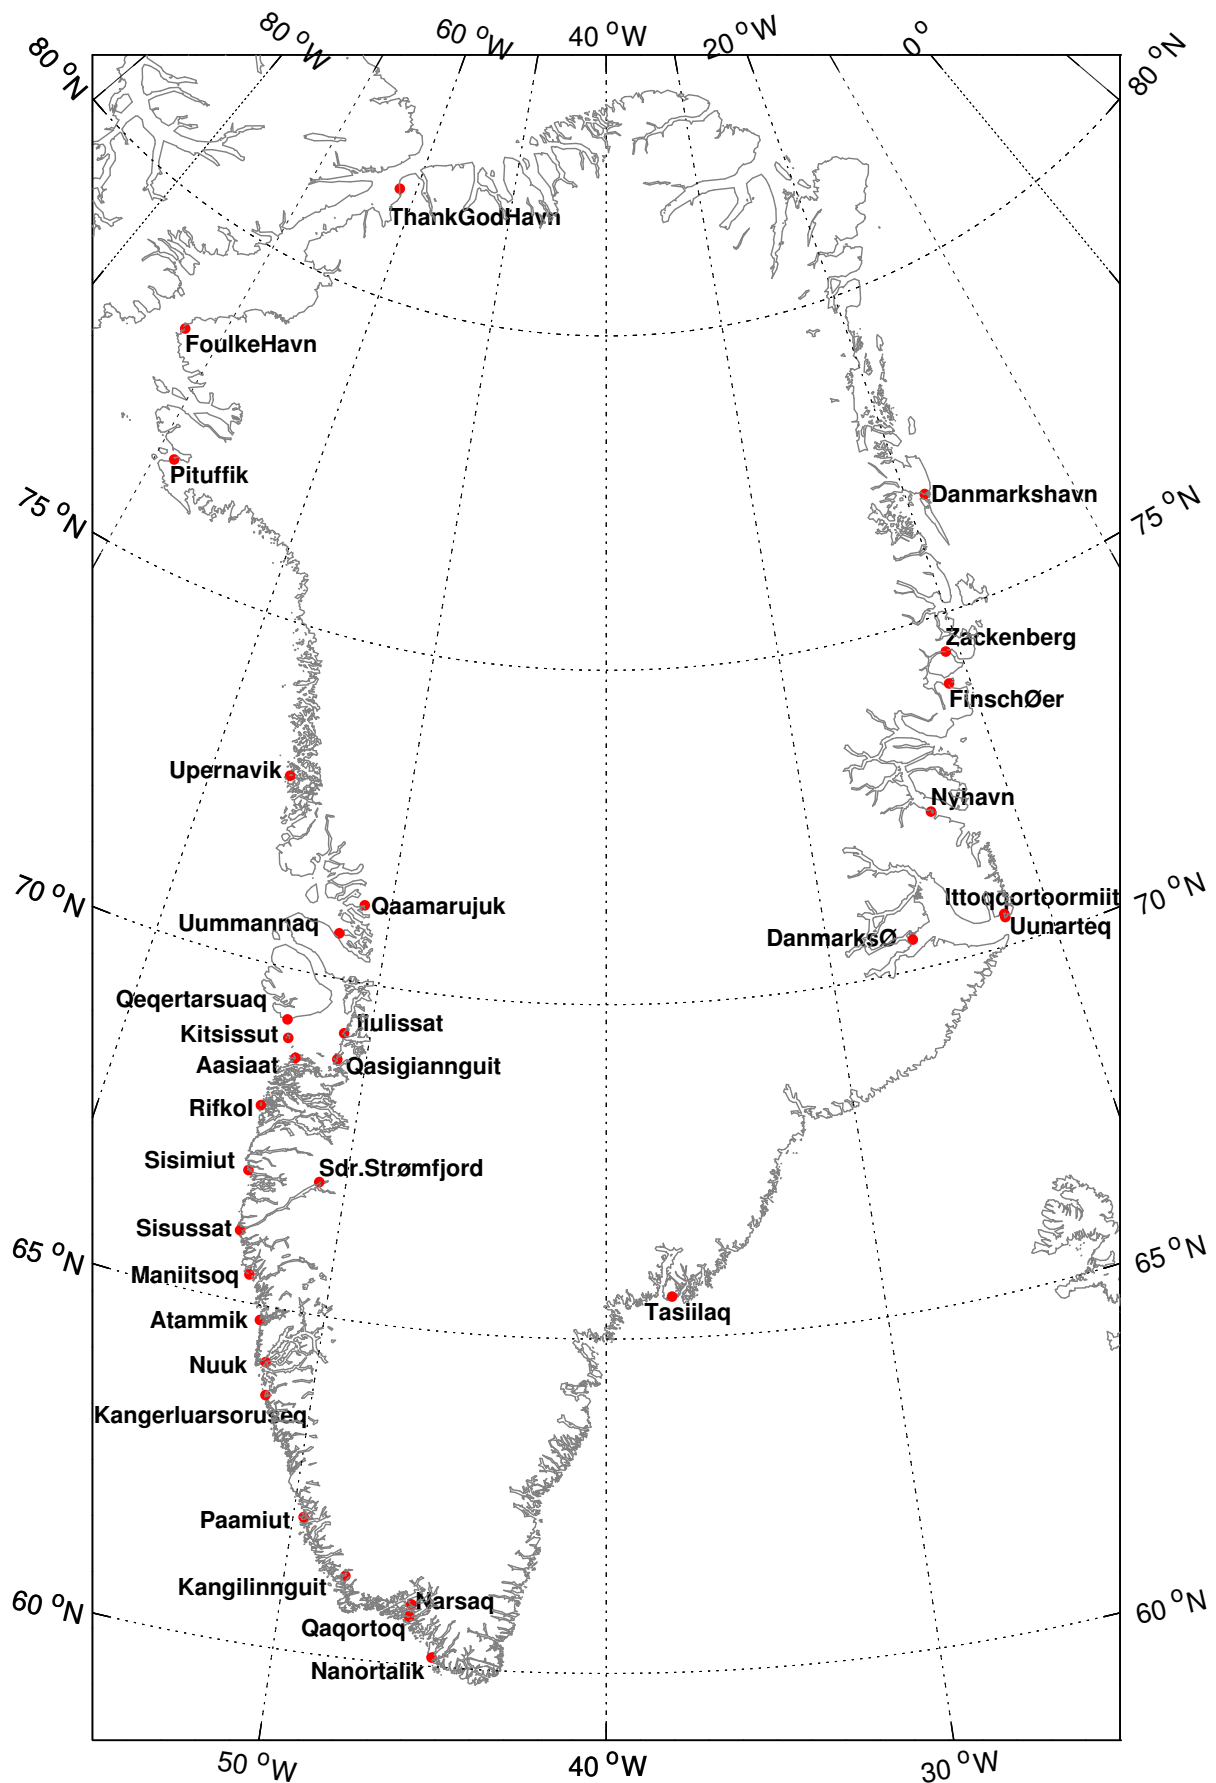 80 °W
60 °W
40 °W
20 °W
0°
80 °N
80 °N
ThankGodHavn
FoulkeHavn
Pituffik
75 °N
Danmarkshavn
75 °N
Zackenberg
FinschØer
Upernavik
Nyhavn
70 °N
Qaamarujuk
Ittoqqortoormiit
70 °N
Uummannaq
DanmarksØ
Uunarteq
Qeqertarsuaq
Ilulissat
Kitsissut
Aasiaat
Qasigiannguit
Rifkol
Sisimiut
Sdr.Strømfjord
Sisussat
65 °N
65 °N
Maniitsoq
Atammik
Tasiilaq
Nuuk
Kangerluarsoruseq
Paamiut
Kangilinnguit
Narsaq
60 °N
60 °N
Qaqortoq
Nanortalik
50 °W
40 °W
30 °W